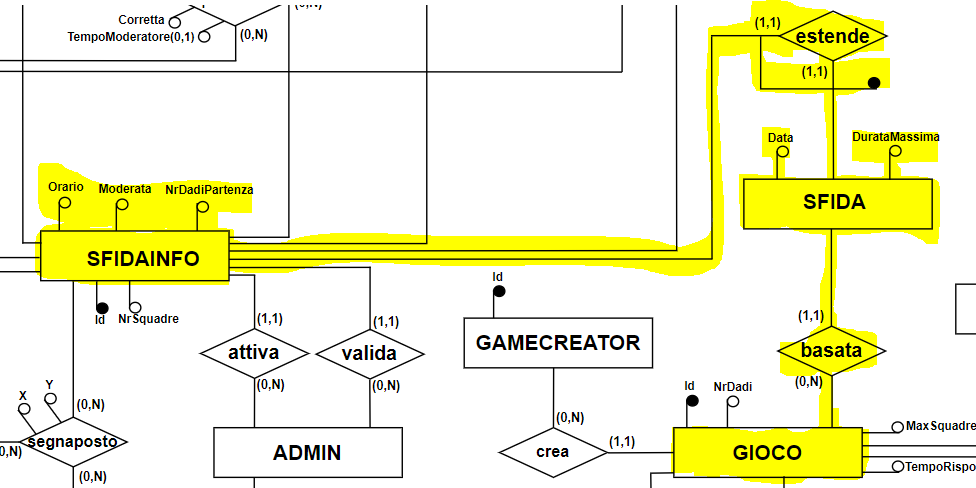 (0,N)
Corretta
TempoModeratore(0,1)
(0,N)
(1,1)
estende
(1,1)
Data
DurataMassima
Orario
Moderata
NrDadiPartenza
SFIDA
SFIDAINFO
Id
NrSquadre
Id
(1,1)
(1,1)
(1,1)
attiva
valida
GAMECREATOR
basata
(0,N)
(0,N)
(0,N)
Id
NrDadi
X
Y
(0,N)
(0,N)
MaxSquadre
segnaposto
(1,1)
0,N)
ADMIN
crea
GIOCO
TempoRispo
(0,N)